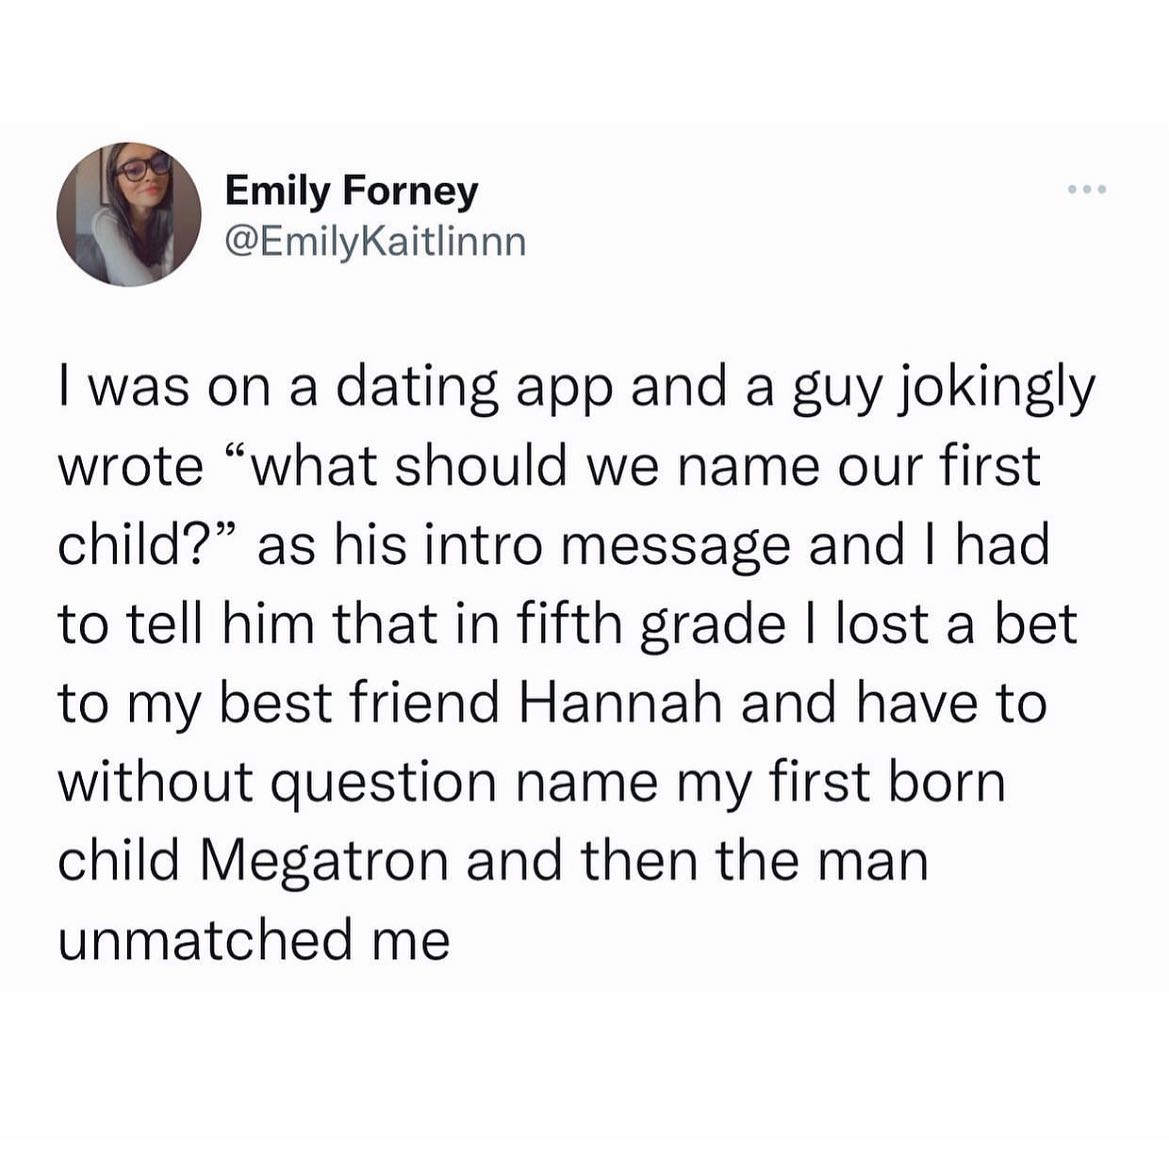 Emily Forney
@EmilyKaitlinnn
I was on a dating app and a guy jokingly
wrote “what should we name our first
child?” as his intro message and I had
to tell him that in fifth grade I lost a bet
to my best friend Hannah and have to
without question name my first born
child Megatron and then the man
unmatched me